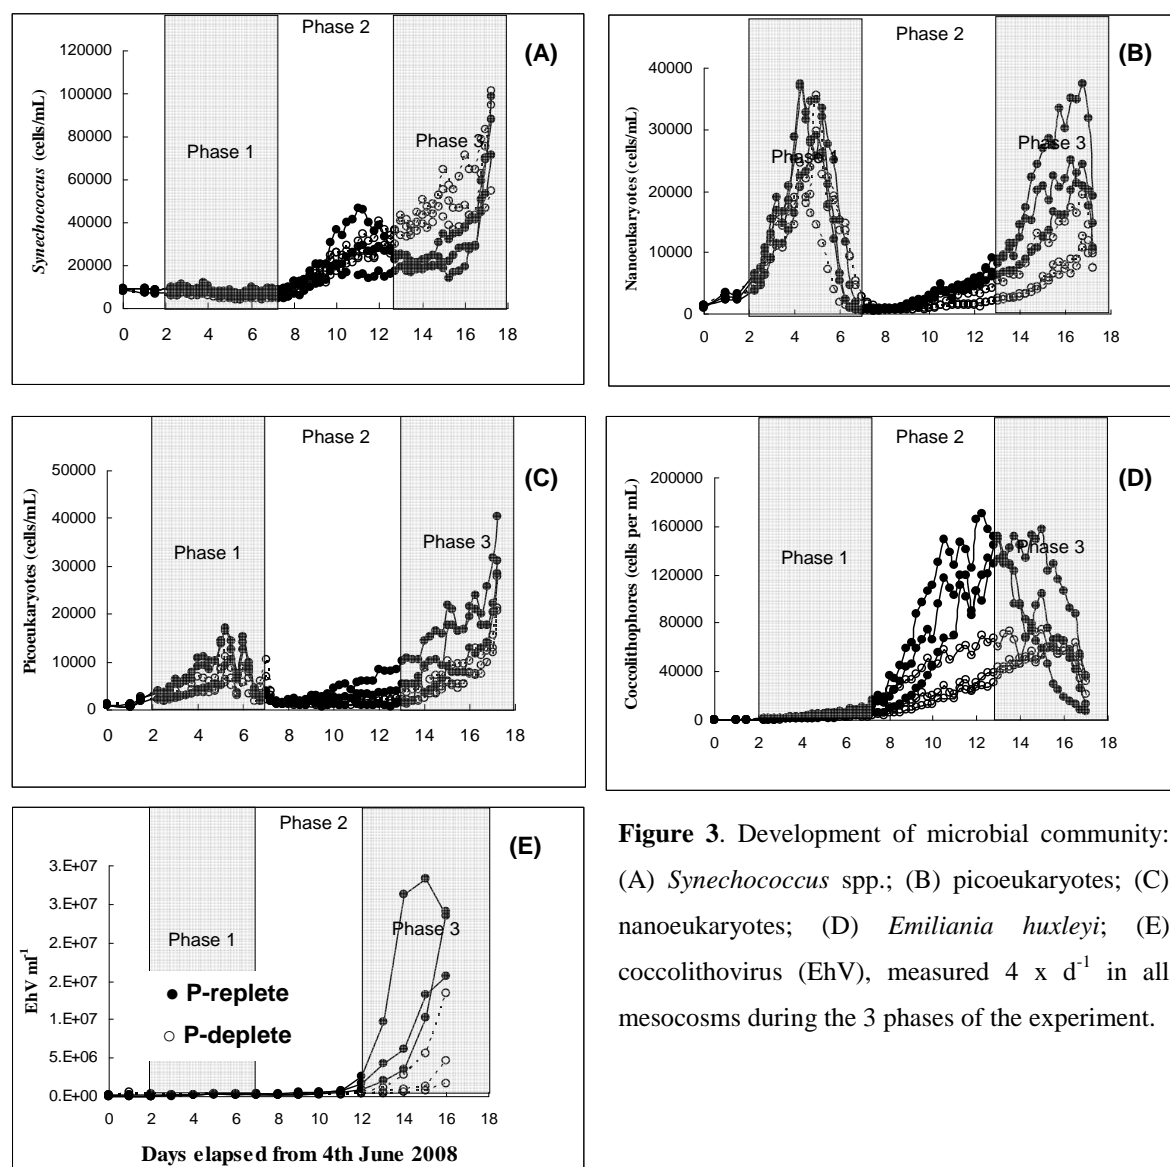 Phase 2
(A)
120000
100000
80000
60000
40000
20000
0
Synechococcus (cells/mL)
Phase 1
Phase 3
0 2 4 6 8 10 12 14 16 18
Phase 2
(B)
40000
30000
20000
10000
0
Nanoeukaryotes (cells/mL)
Phase 1
Phase 3
0 2 4 6 8 10 12 14 16 18
Phase 2
(C)
50000
40000
30000
20000
10000
0
Picoeukaryotes (cells/mL)
Phase 1
Phase 3
0 2 4 6 8 10 12 14 16 18
Phase 2
(D)
200000
160000
120000
80000
40000
0
Coccolithophores (cells per mL)
Phase 1
Phase 3
0 2 4 6 8 10 12 14 16 18
Phase 2
(E)
3.E+07
3.E+07
2.E+07
2.E+07
1.E+07
5.E+06
0.E+00
EhV ml-1
Phase 1
Phase 3
P-replete
P-deplete
0 2 4 6 8 10 12 14 16 18
Days elapsed from 4th June 2008
Figure 3. Development of microbial community:
(A) Synechococcus spp.; (B) picoeukaryotes; (C)
nanoeukaryotes; (D) Emiliania huxleyi; (E)
coccolithovirus (EhV), measured 4 x d-1 in all
mesocosms during the 3 phases of the experiment.